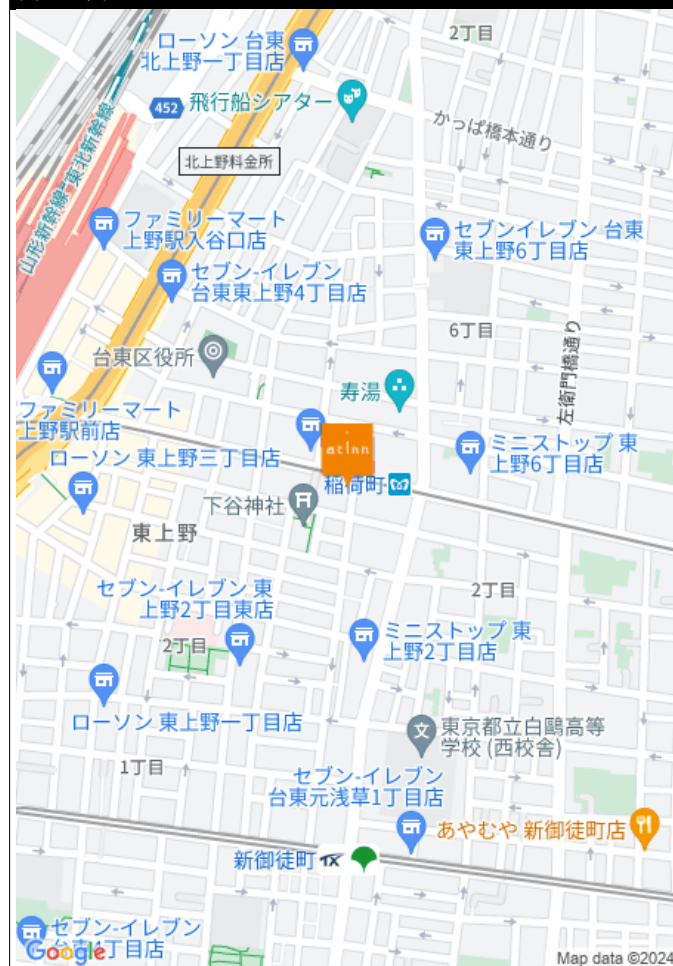 2丁目
ローソン 台東
北上野一丁目店
452
飛行船シアター
かっぱ橋本通り
北上野料金所
山形新幹線・東北新幹線
ファミリーマート
上野駅入谷口店
セブンイレブン 台東
東上野6丁目店
セブン-イレブン
台東東上野4丁目店
6丁目
左衛門橋通り
台東区役所
寿湯
ファミリーマート
上野駅前店
at inn
ミニストップ 東
上野6丁目店
ローソン 東上野三丁目店
稲荷町
下谷神社
東上野
セブン-イレブン 東
上野2丁目東店
2丁目
2丁目
ミニストップ 東
上野2丁目店
ローソン 東上野一丁目店
東京都立白鷗高等
学校 (西校舎)
1丁目
セブン-イレブン
台東元浅草1丁目店
あやむや 新御徒町店
新御徒町 TX
セブン-イレブン
Google
Map data ©2024